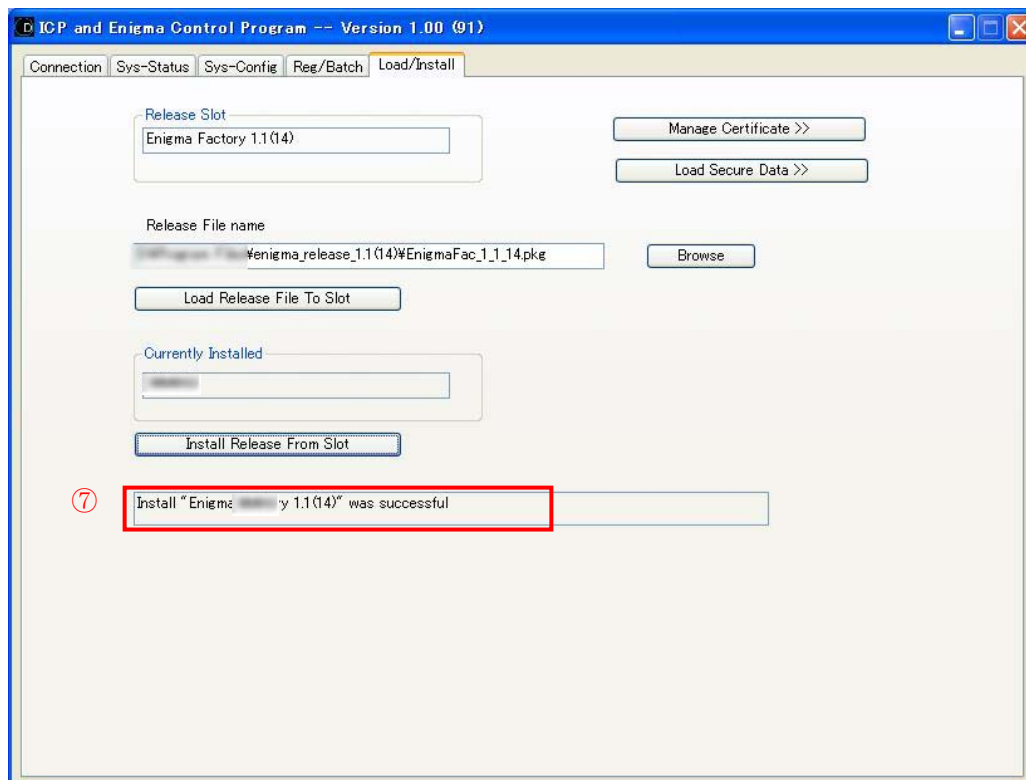 ICP and Enigma Control Program -- Version 1.00 (91)
Connection Sys-Status Sys-Config Reg/Batch Load/Install
Release Slot
Enigma Factory 1.1(14)
Manage Certificate >>
Load Secure Data >>
Release File name
¥enigma_release_1.1(14)¥EnigmaFac_1_1_14.pkg
Browse
Load Release File To Slot
Currently Installed
Install Release From Slot
⑦
Install "Enigma y 1.1(14)" was successful